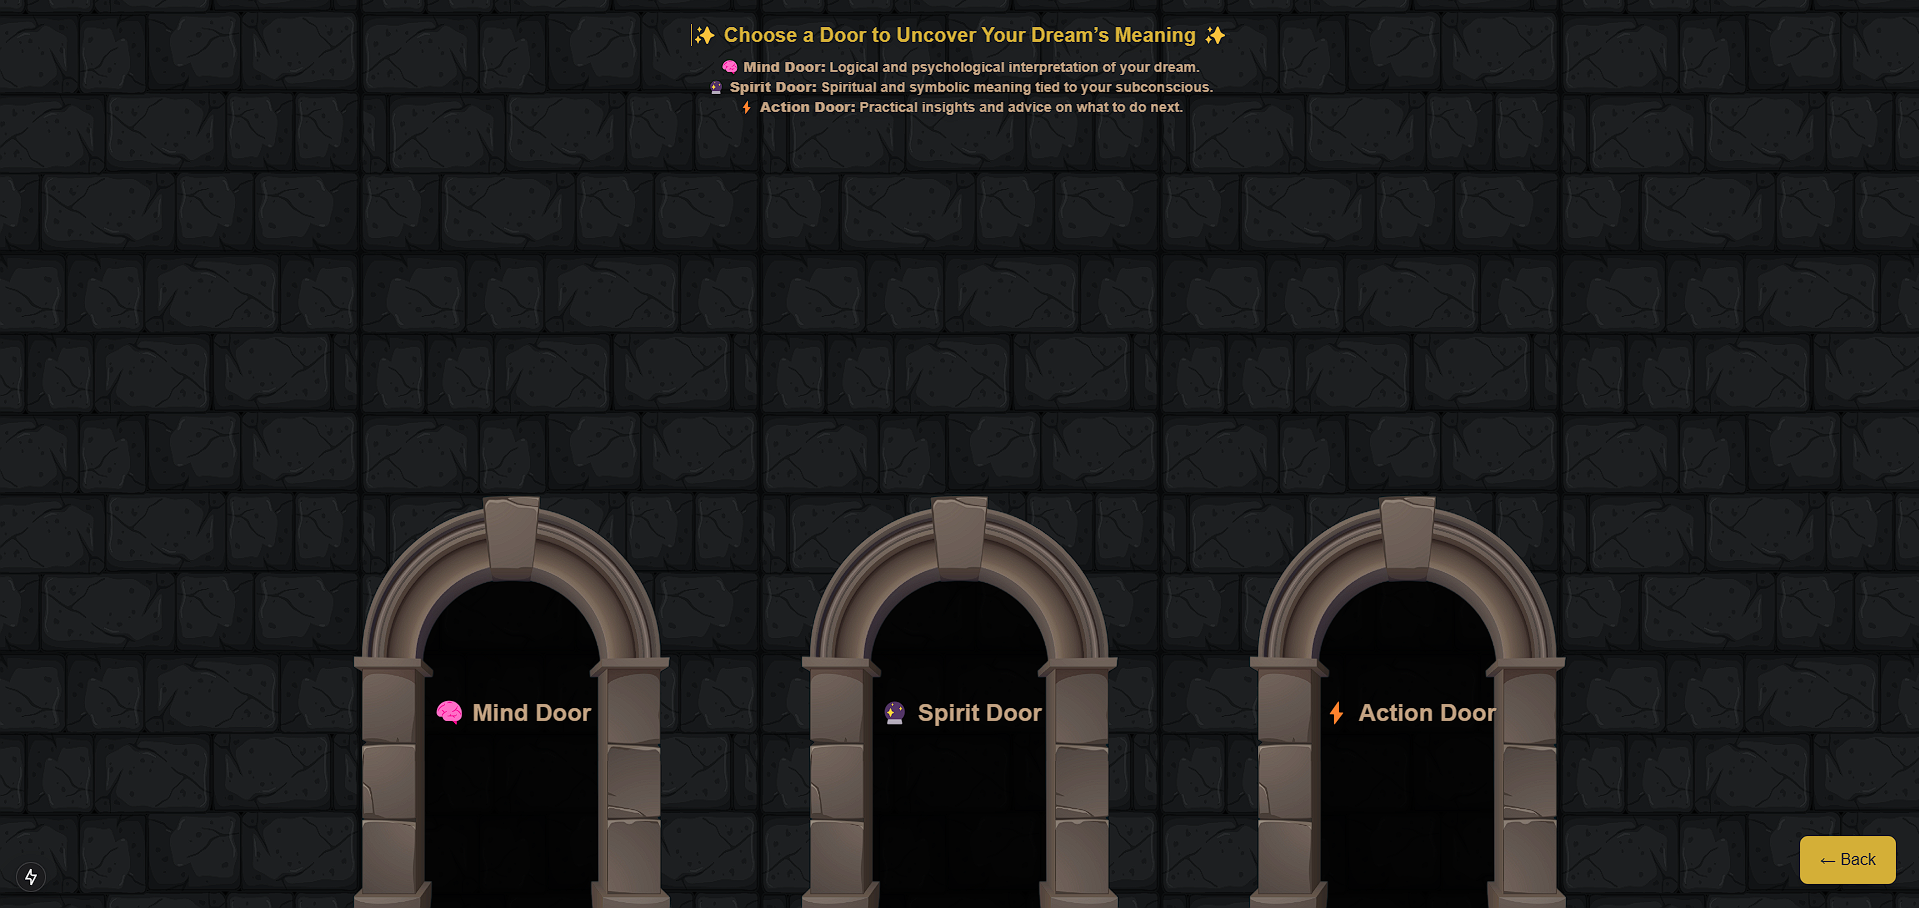 ✨ Choose a Door to Uncover Your Dream’s Meaning ✨
🧠 Mind Door: Logical and psychological interpretation of your dream.
🔮 Spirit Door: Spiritual and symbolic meaning tied to your subconscious.
⚡ Action Door: Practical insights and advice on what to do next.
🧠 Mind Door
🔮 Spirit Door
⚡ Action Door
← Back